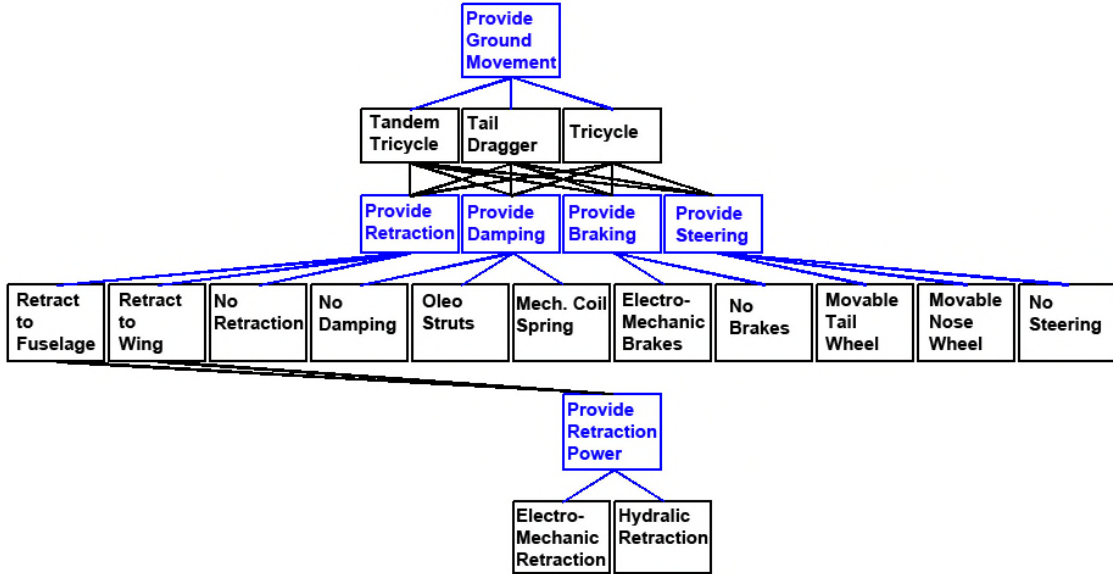 Provide
Ground
Movement
Tandem
Tricycle
Tail
Dragger
Tricycle
Provide
Retraction
Provide
Damping
Provide
Braking
Provide
Steering
Retract
to
Fuselage
Retract
to
Wing
No
Retraction
No
Damping
Oleo
Struts
Mech. Coil
Spring
Electro-
Mechanic
Brakes
No
Brakes
Movable
Tail
Wheel
Movable
Nose
Wheel
No
Steering
Provide
Retraction
Power
Electro-
Mechanic
Retraction
Hydralic
Retraction